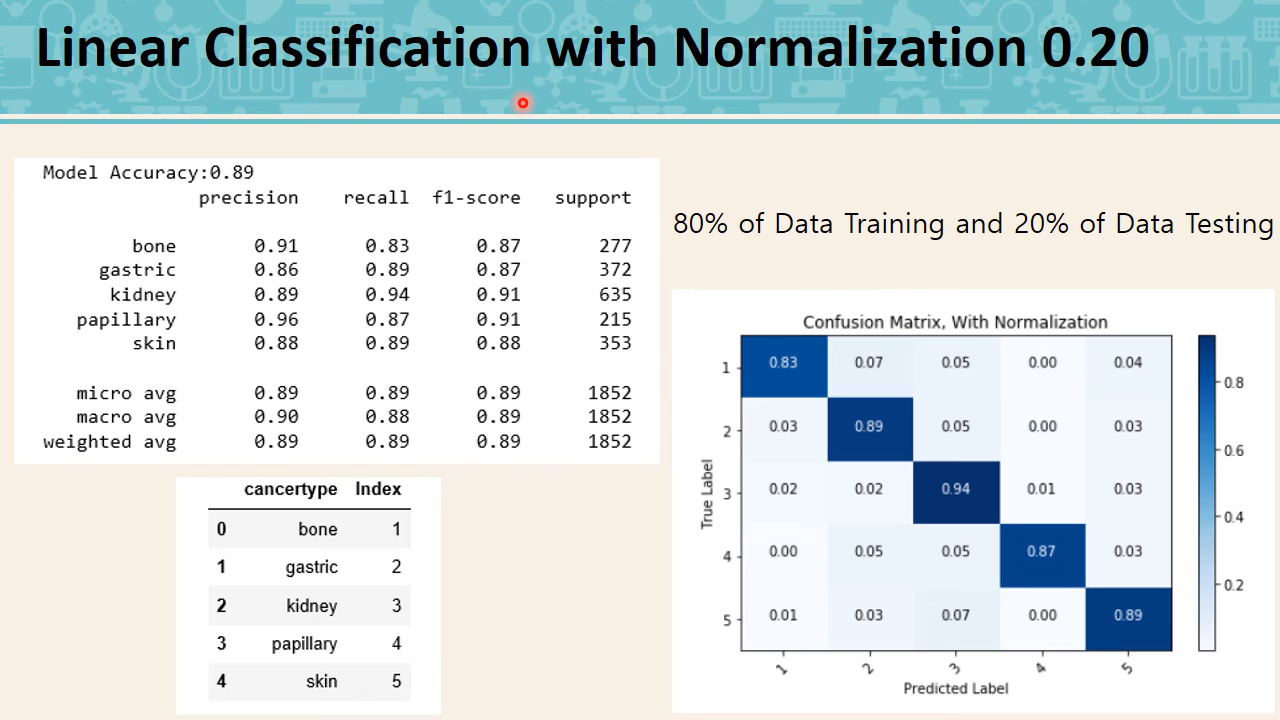 Linear Classification with Normalization 0.20
Model Accuracy:0.89
precision recall f1-score support
bone 0.91 0.83 0.87 277
gastric 0.86 0.89 0.87 372
kidney 0.89 0.94 0.91 635
papillary 0.96 0.87 0.91 215
skin 0.88 0.89 0.88 353
micro avg 0.89 0.89 0.89 1852
macro avg 0.90 0.88 0.89 1852
weighted avg 0.89 0.89 0.89 1852
cancertype Index
0 bone 1
1 gastric 2
2 kidney 3
3 papillary 4
4 skin 5
80% of Data Training and 20% of Data Testing
Confusion Matrix, With Normalization
True Label
1 0.83 0.07 0.05 0.00 0.04
2 0.03 0.89 0.05 0.00 0.03
3 0.02 0.02 0.94 0.01 0.03
4 0.00 0.05 0.05 0.87 0.03
5 0.01 0.03 0.07 0.00 0.89
1 2 3 4 5
Predicted Label
0.8
0.6
0.4
0.2